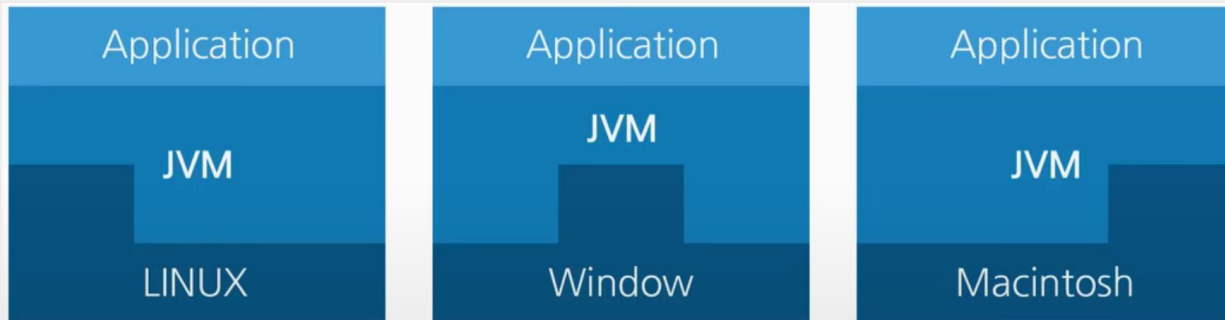 Application
JVM
LINUX
Application
JVM
Window
Application
JVM
Macintosh